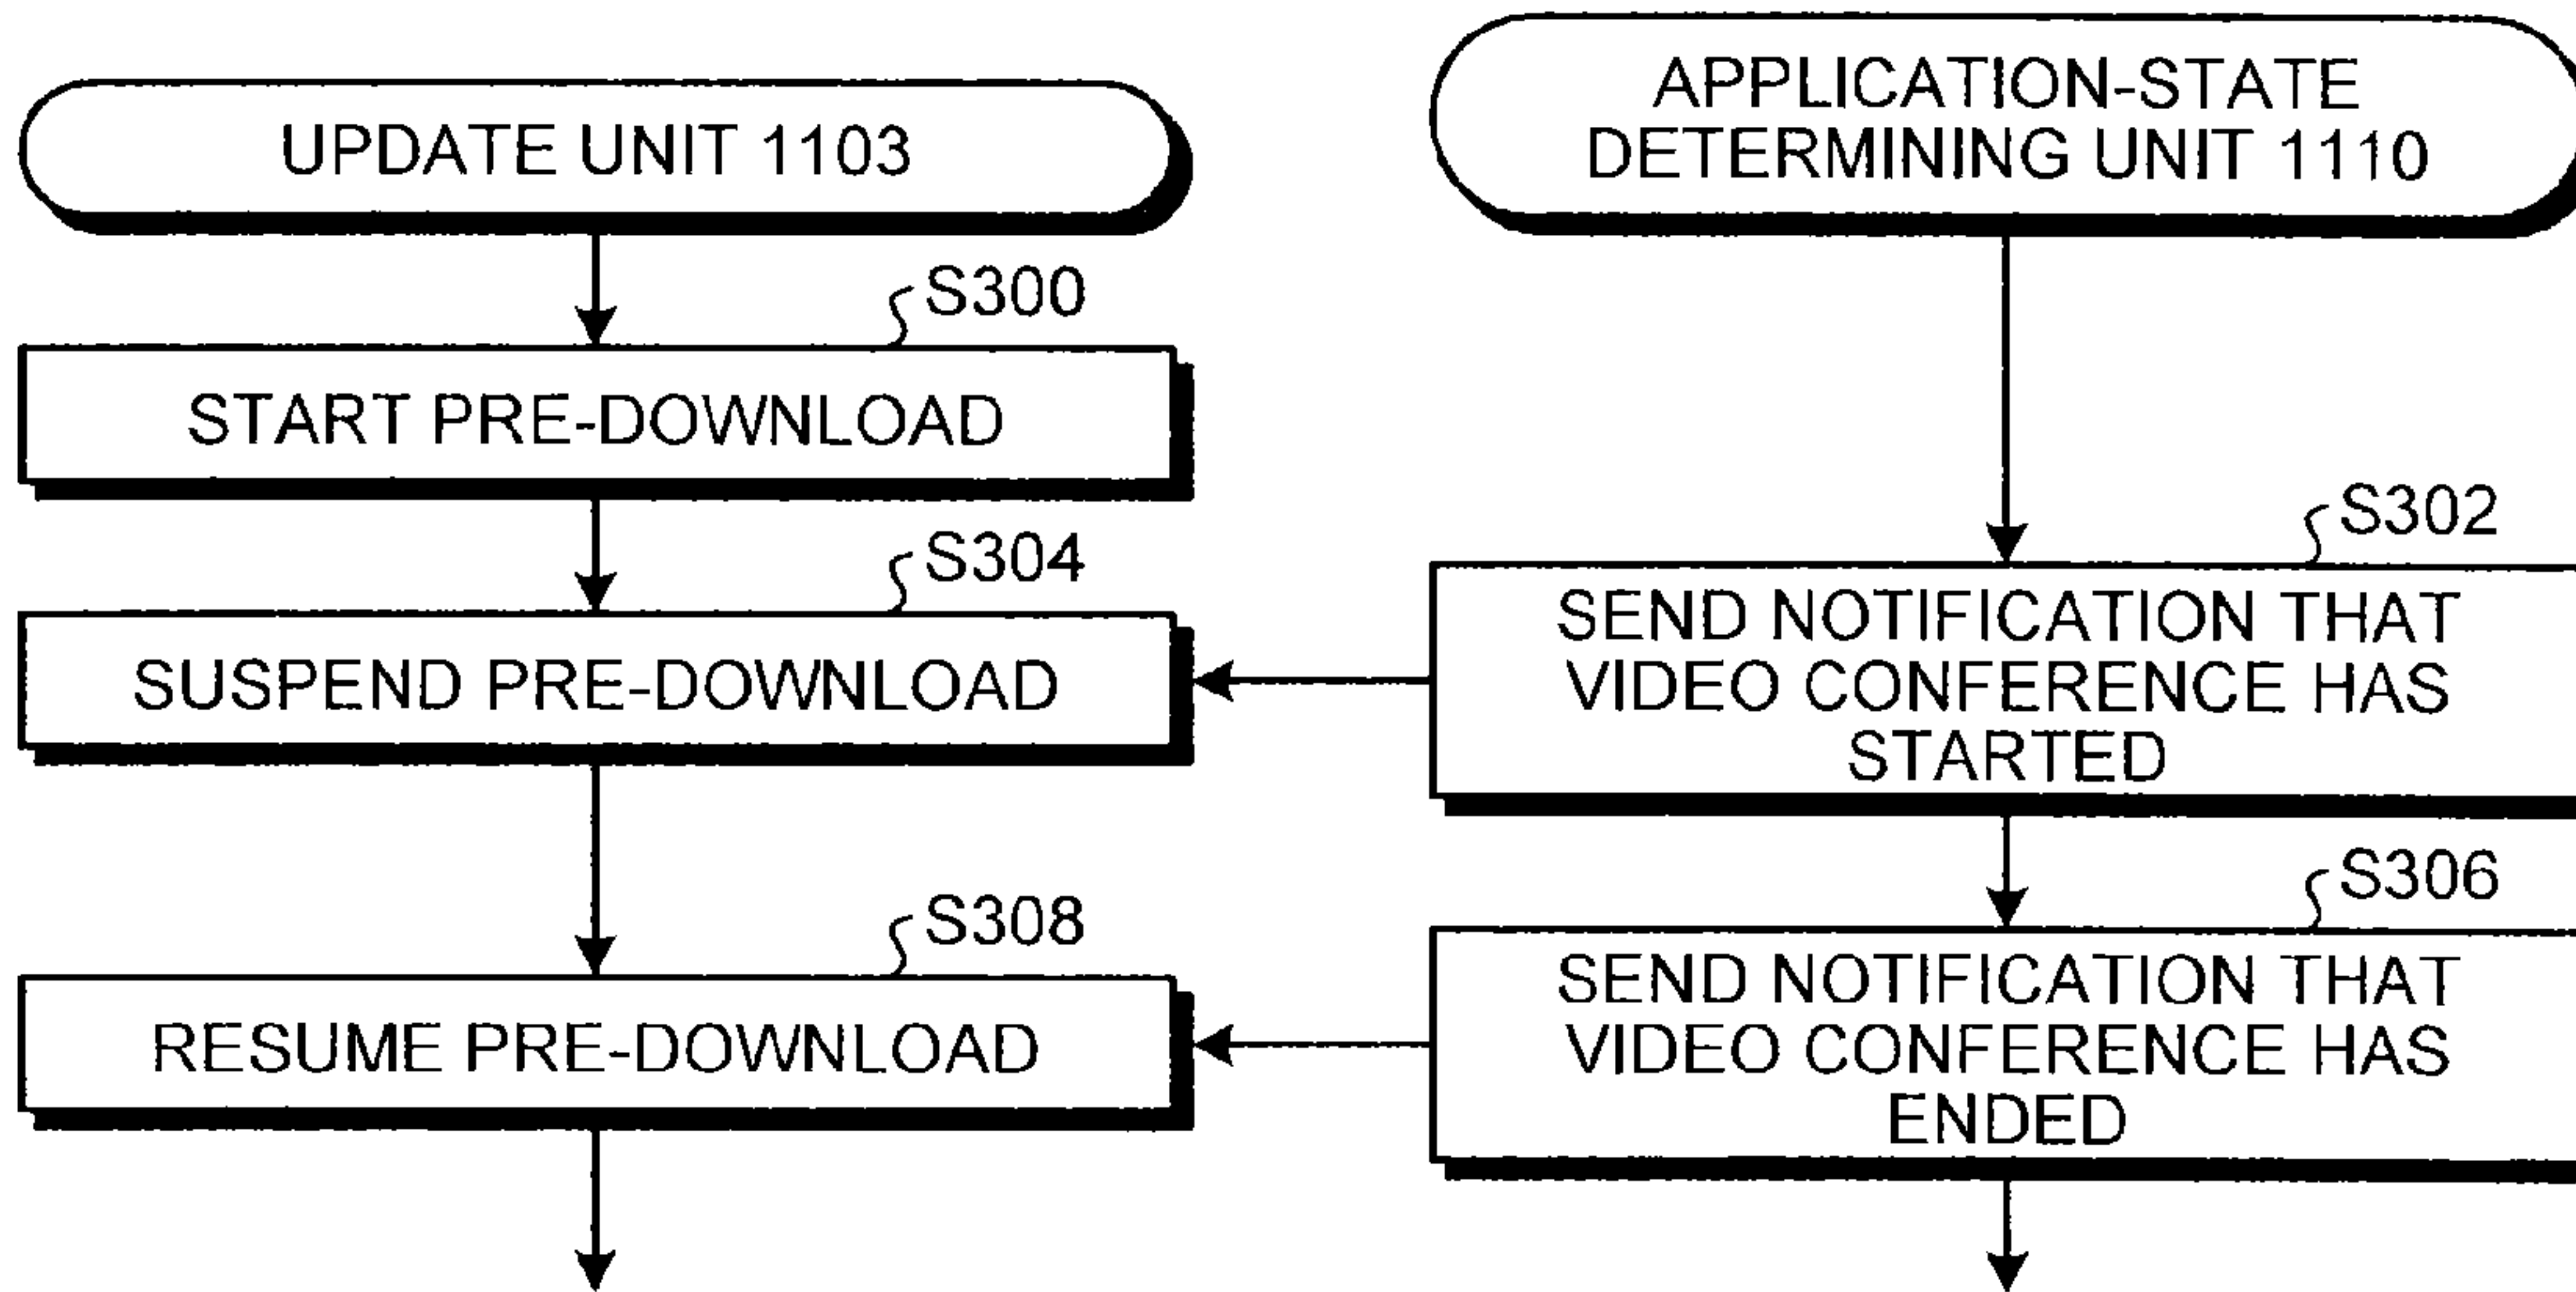 UPDATE UNIT 1103
APPLICATION-STATE
DETERMINING UNIT 1110
S300
START PRE-DOWNLOAD
S302
SEND NOTIFICATION THAT
VIDEO CONFERENCE HAS
STARTED
S304
SUSPEND PRE-DOWNLOAD
S306
SEND NOTIFICATION THAT
VIDEO CONFERENCE HAS
ENDED
S308
RESUME PRE-DOWNLOAD